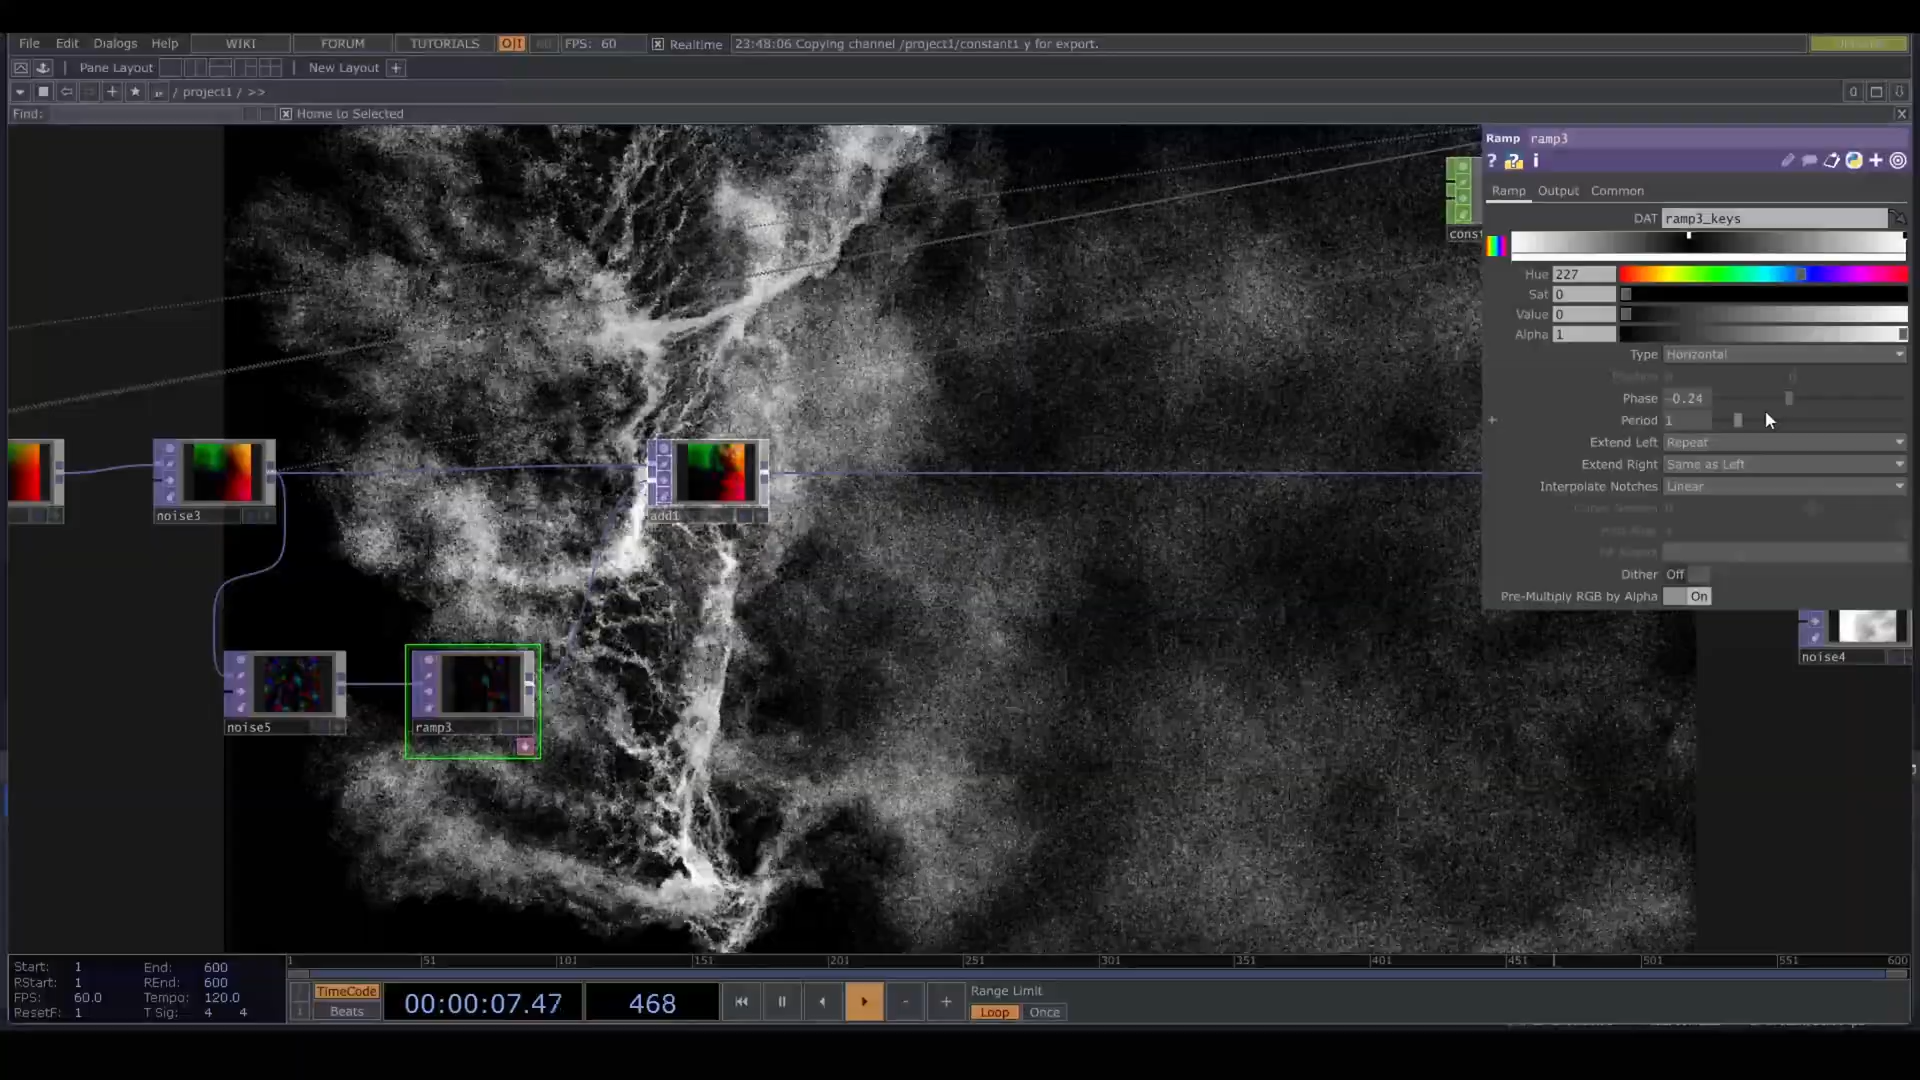 File Edit Dialogs Help WIKI FORUM TUTORIALS O|I FPS: 60 Realtime 23:48:06 Copying channel /project1/constant1 y for export.
Pane Layout New Layout +
/ project1 / >>
Find: Home to Selected
Ramp ramp3
? ? i
Ramp Output Common
DAT ramp3_keys
const
Hue 227
Sat 0
Value 0
Alpha 1
Type Horizontal
Phase -0.24
Period 1
Extend Left Repeat
Extend Right Same as Left
Interpolate Notches Linear
Dither Off
Pre-Multiply RGB by Alpha On
noise3
add1
noise4
noise5
ramp3
1 51 101 151 201 251 301 351 401 451 501 551 600
Start: 1 End: 600
RStart: 1 REnd: 600
FPS: 60.0 Tempo: 120.0
ResetF: 1 T Sig: 4 4
TimeCode
Beats
00:00:07.47 468
- +
Range Limit
Loop Once